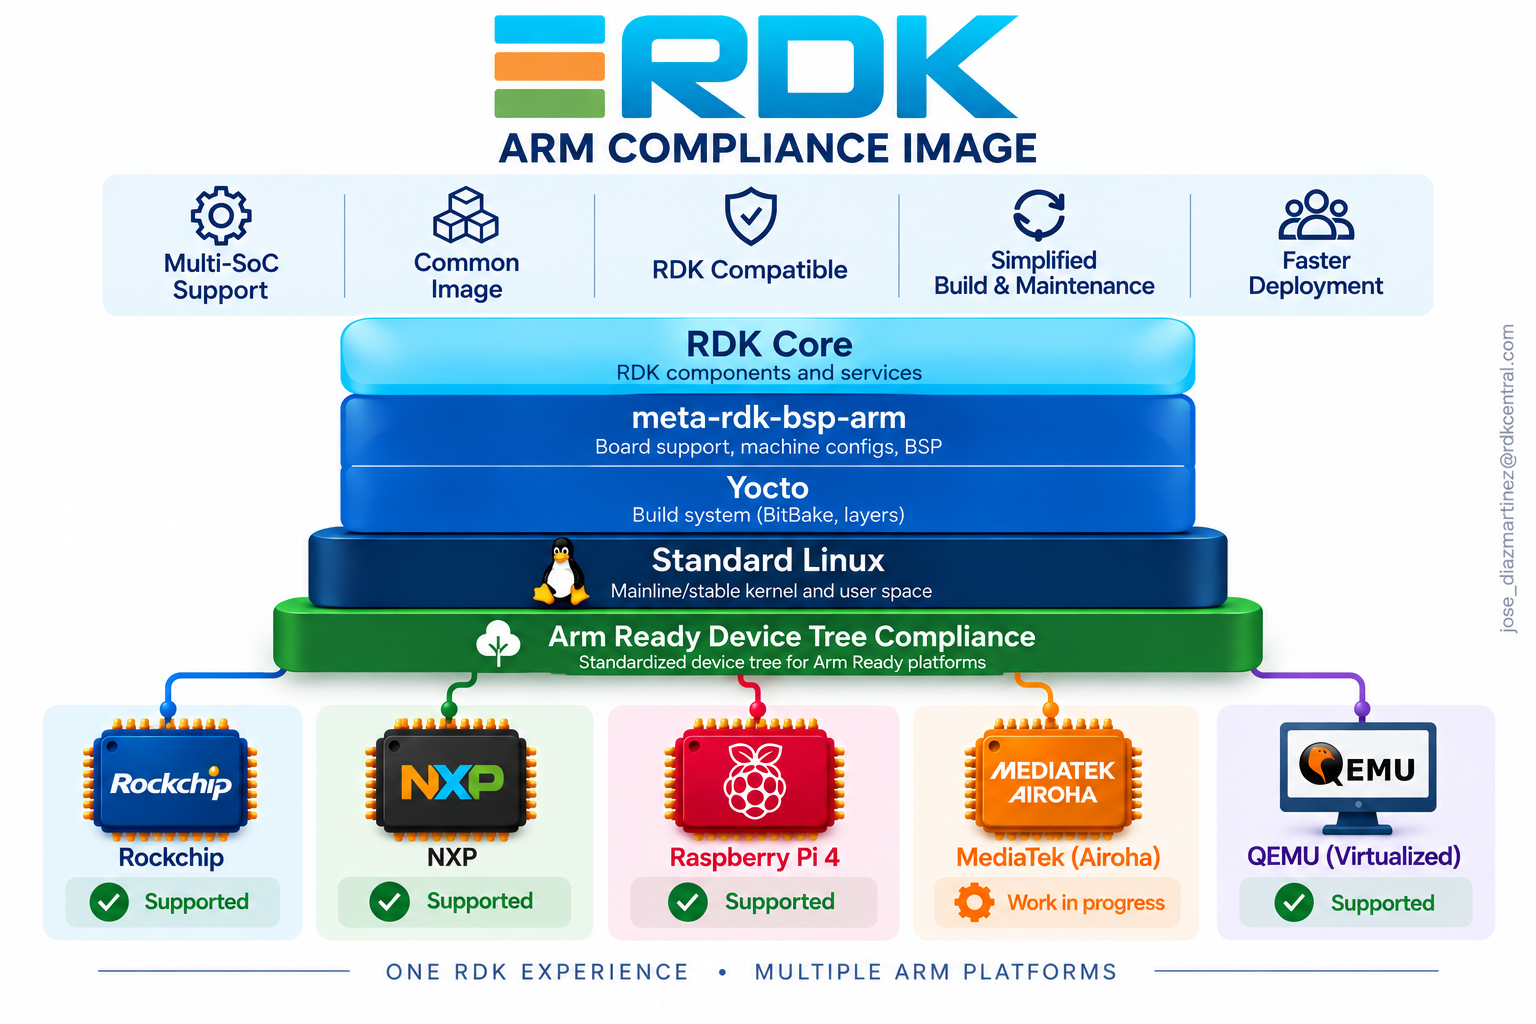 RDK
ARM COMPLIANCE IMAGE
Multi-SoC
Support
Common
Image
RDK Compatible
Simplified
Build & Maintenance
Faster
Deployment
RDK Core
RDK components and services
meta-rdk-bsp-arm
Board support, machine configs, BSP
Yocto
Build system (BitBake, layers)
Standard Linux
Mainline/stable kernel and user space
Arm Ready Device Tree Compliance
Standardized device tree for Arm Ready platforms
Rockchip
Rockchip
Supported
NXP
NXP
Supported
Raspberry Pi 4
Supported
MEDIATEK
AIROHA
MediaTek (Airoha)
Work in progress
QEMU
QEMU (Virtualized)
Supported
ONE RDK EXPERIENCE • MULTIPLE ARM PLATFORMS
jose_diazmartinez@rdkcentral.com